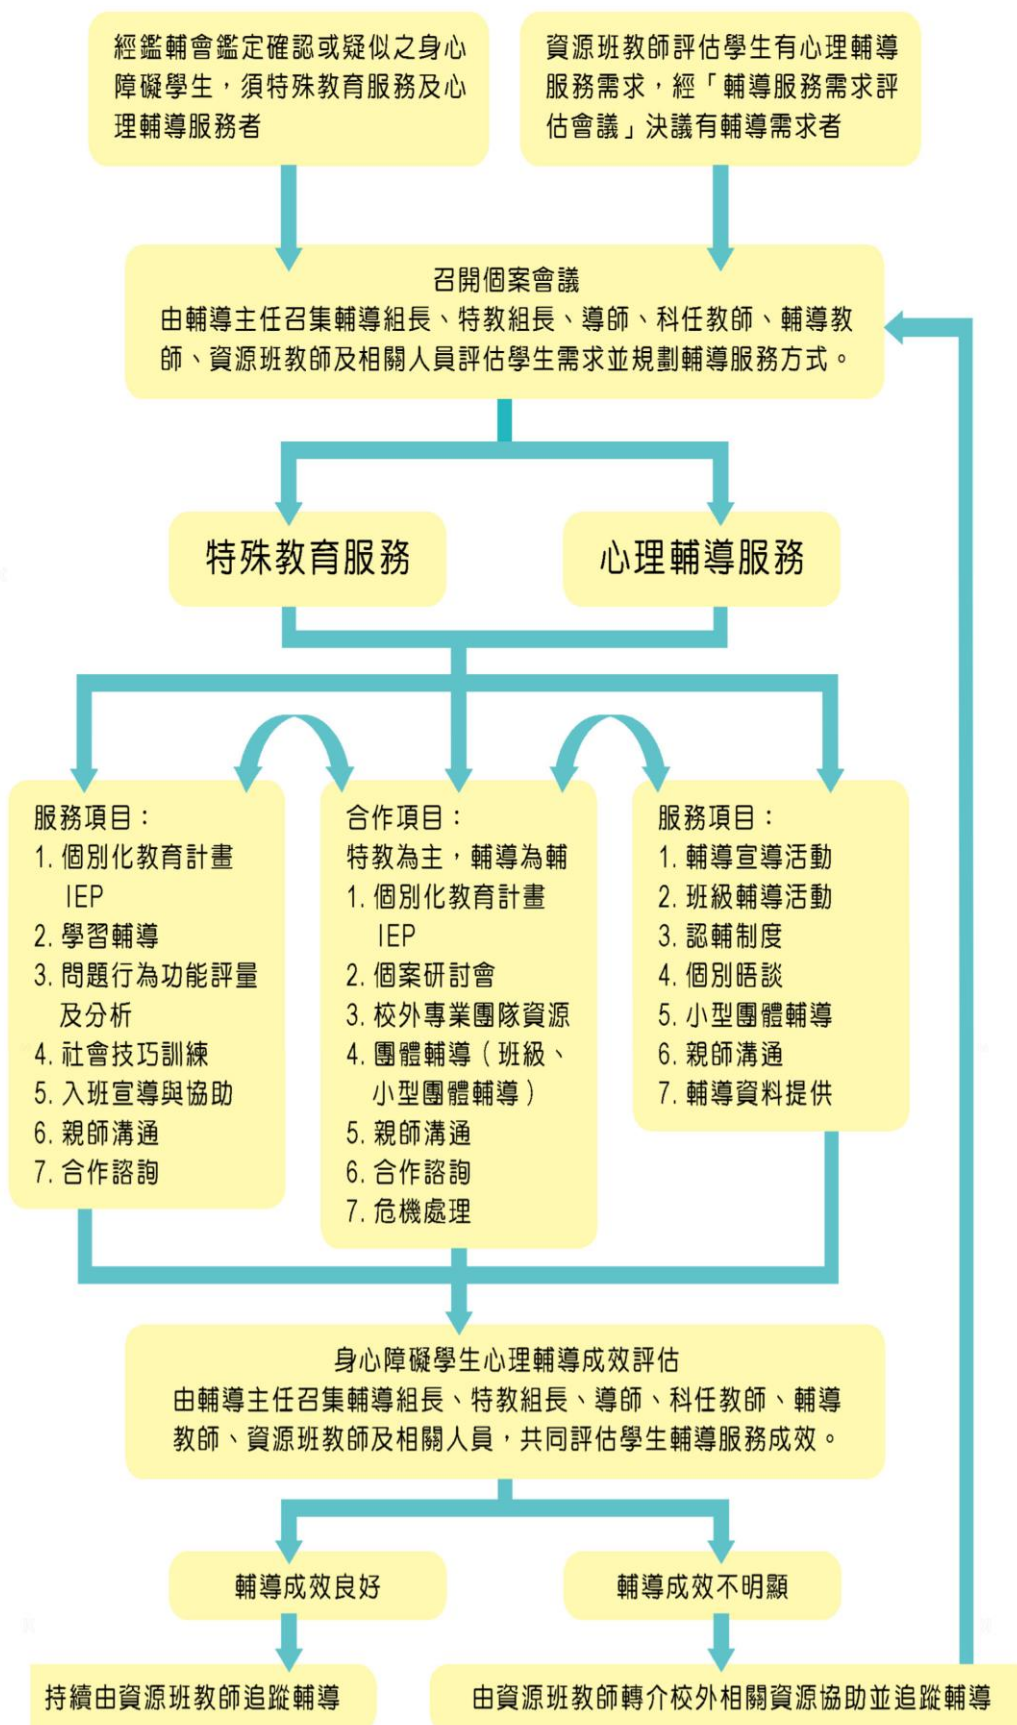 經鑑輔會鑑定確認或疑似之身心
障礙學生，須特殊教育服務及心
理輔導服務者
資源班教師評估學生有心理輔導
服務需求，經「輔導服務需求評
估會議」決議有輔導需求者
召開個案會議
由輔導主任召集輔導組長、特教組長、導師、科任教師、輔導教
師、資源班教師及相關人員評估學生需求並規劃輔導服務方式。
特殊教育服務
心理輔導服務
服務項目：
1. 個別化教育計畫
IEP
2. 學習輔導
3. 問題行為功能評量
及分析
4. 社會技巧訓練
5. 入班宣導與協助
6. 親師溝通
7. 合作諮詢
合作項目：
特教為主，輔導為輔
1. 個別化教育計畫
IEP
2. 個案研討會
3. 校外專業團隊資源
4. 團體輔導（班級、
小型團體輔導）
5. 親師溝通
6. 合作諮詢
7. 危機處理
服務項目：
1. 輔導宣導活動
2. 班級輔導活動
3. 認輔制度
4. 個別晤談
5. 小型團體輔導
6. 親師溝通
7. 輔導資料提供
身心障礙學生心理輔導成效評估
由輔導主任召集輔導組長、特教組長、導師、科任教師、輔導
教師、資源班教師及相關人員，共同評估學生輔導服務成效。
輔導成效良好
輔導成效不明顯
持續由資源班教師追蹤輔導
由資源班教師轉介校外相關資源協助並追蹤輔導